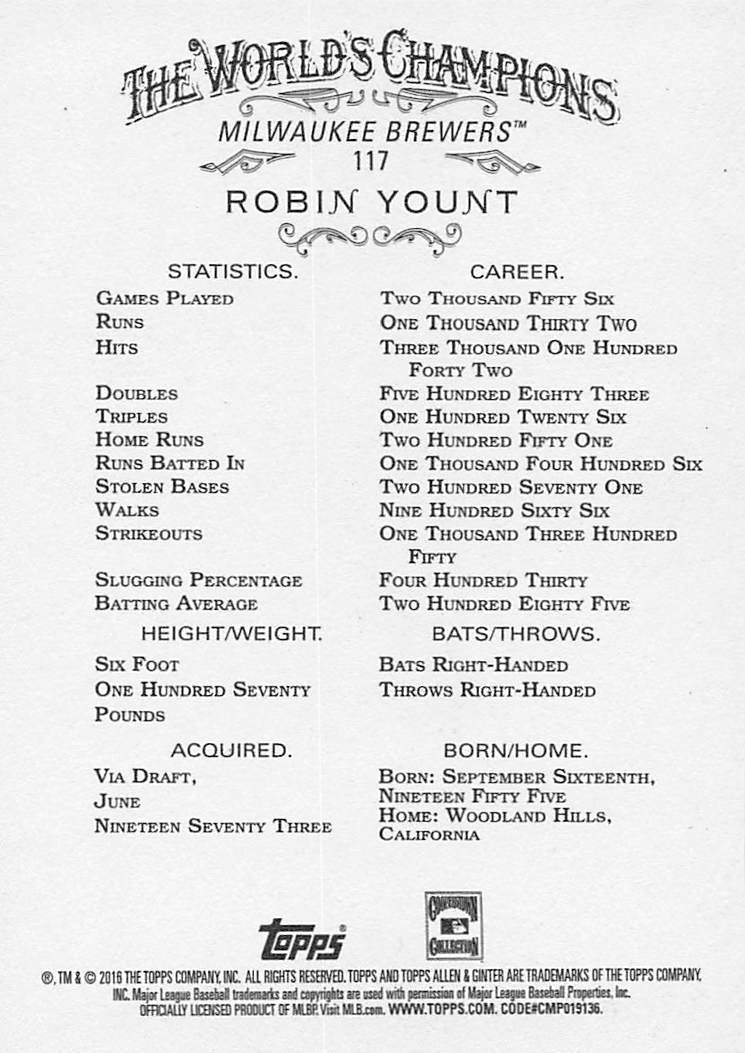 THE WORLD'S CHAMPIONS
MILWAUKEE BREWERS™
117
ROBIN YOUNT
STATISTICS. CAREER.
GAMES PLAYED TWO THOUSAND FIFTY SIX
RUNS ONE THOUSAND THIRTY TWO
HITS THREE THOUSAND ONE HUNDRED
FORTY TWO
DOUBLES FIVE HUNDRED EIGHTY THREE
TRIPLES ONE HUNDRED TWENTY SIX
HOME RUNS TWO HUNDRED FIFTY ONE
RUNS BATTED IN ONE THOUSAND FOUR HUNDRED SIX
STOLEN BASES TWO HUNDRED SEVENTY ONE
WALKS NINE HUNDRED SIXTY SIX
STRIKEOUTS ONE THOUSAND THREE HUNDRED
FIFTY
SLUGGING PERCENTAGE FOUR HUNDRED THIRTY
BATTING AVERAGE TWO HUNDRED EIGHTY FIVE
HEIGHT/WEIGHT. BATS/THROWS.
SIX FOOT BATS RIGHT-HANDED
ONE HUNDRED SEVENTY THROWS RIGHT-HANDED
POUNDS
ACQUIRED. BORN/HOME.
VIA DRAFT, BORN: SEPTEMBER SIXTEENTH,
JUNE NINETEEN FIFTY FIVE
NINETEEN SEVENTY THREE HOME: WOODLAND HILLS,
CALIFORNIA
topps®
COOPERSTOWN
COLLECTION
®, TM & © 2016 THE TOPPS COMPANY, INC. ALL RIGHTS RESERVED. TOPPS AND TOPPS ALLEN & GINTER ARE TRADEMARKS OF THE TOPPS COMPANY,
INC. Major League Baseball trademarks and copyrights are used with permission of Major League Baseball Properties, Inc.
OFFICIALLY LICENSED PRODUCT OF MLBP. Visit MLB.com. WWW.TOPPS.COM. CODE#CMP019136.